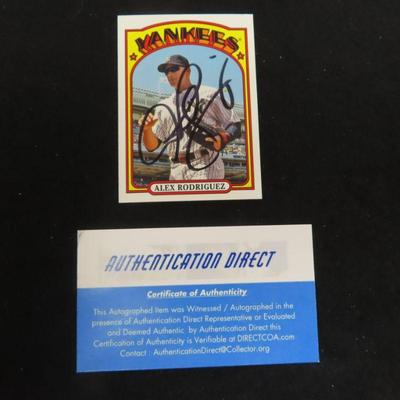 YANKEES
ALEX RODRIGUEZ
AUTHENTICATION DIRECT
Certificate of Authenticity
This Autographed Item was Witnessed / Autographed in the
presence of Authentication Direct Representative or Evaluated
and Deemed Authentic by Authentication Direct this
Certification of Authenticity is Verifiable at DIRECTCOA.com
Contact : AuthenticationDirect@Collector.org